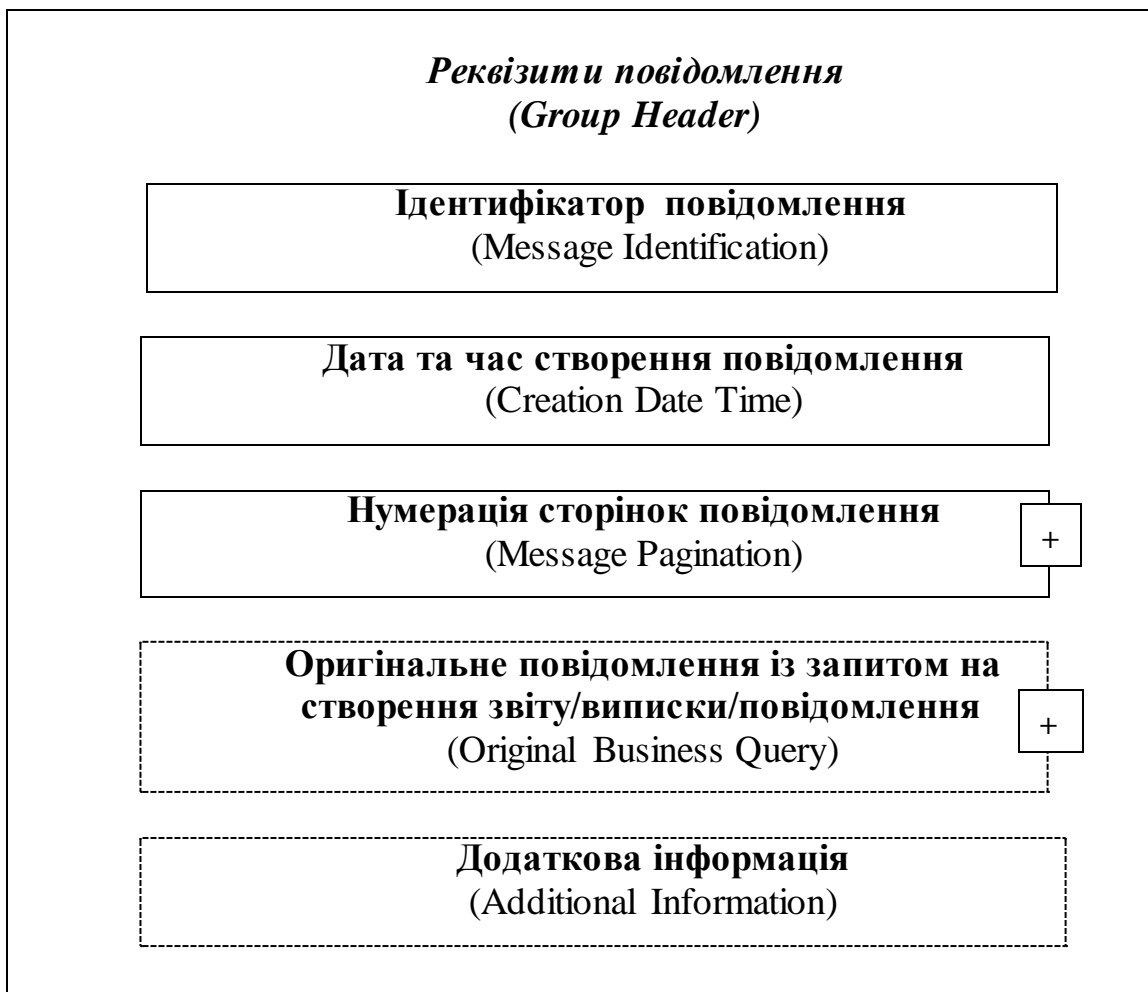 Реквізити повідомлення
(Group Header)
Ідентифікатор повідомлення
(Message Identification)
Дата та час створення повідомлення
(Creation Date Time)
Нумерація сторінок повідомлення
(Message Pagination)
+
Оригінальне повідомлення із запитом на
створення звіту/виписки/повідомлення
(Original Business Query)
+
Додаткова інформація
(Additional Information)